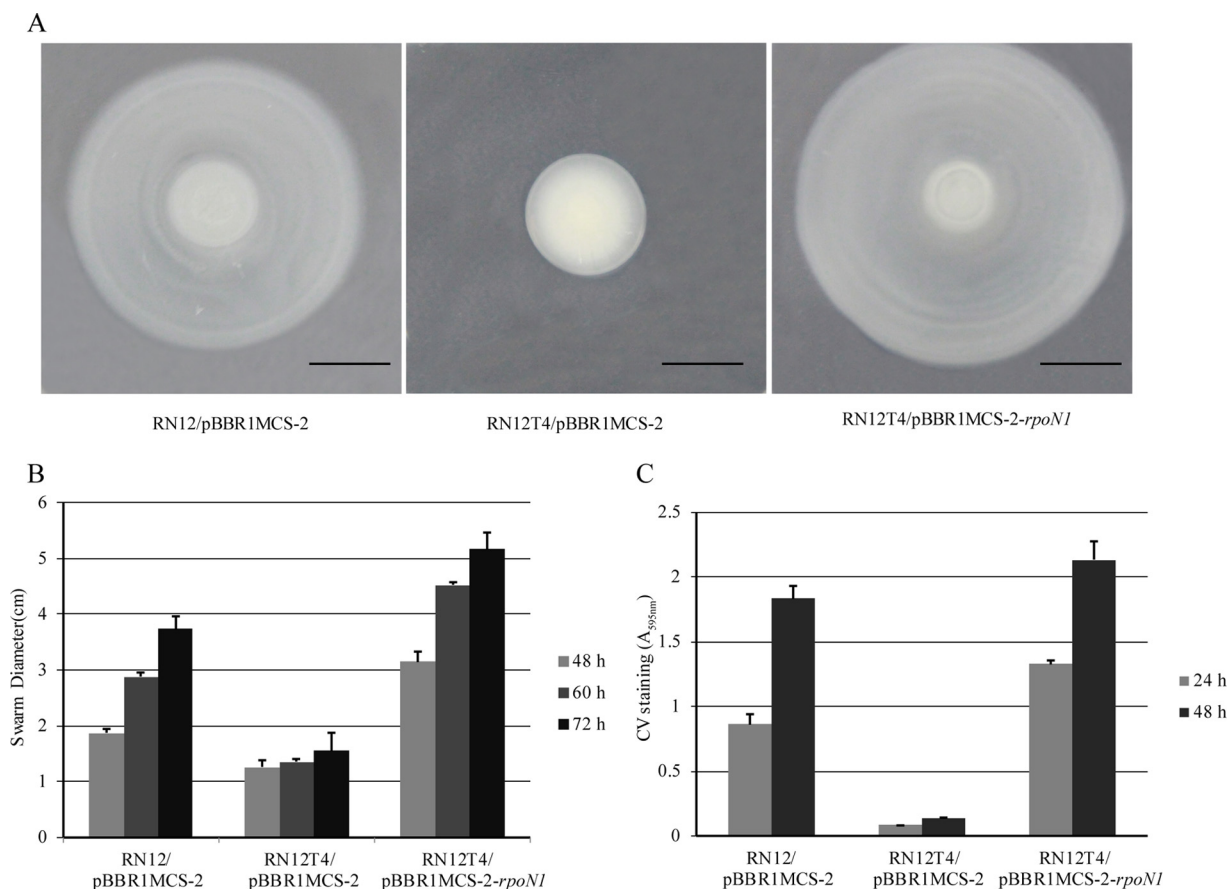 A
RN12/pBBR1MCS-2
RN12T4/pBBR1MCS-2
RN12T4/pBBR1MCS-2-rpoN1
B
6
5
4
3
2
1
0
Swarm Diameter(cm)
48 h
60 h
72 h
RN12/
pBBR1MCS-2
RN12T4/
pBBR1MCS-2
RN12T4/
pBBR1MCS-2-rpoN1
C
2.5
2
1.5
1
0.5
0
CV staining (A595nm)
24 h
48 h
RN12/
pBBR1MCS-2
RN12T4/
pBBR1MCS-2
RN12T4/
pBBR1MCS-2-rpoN1